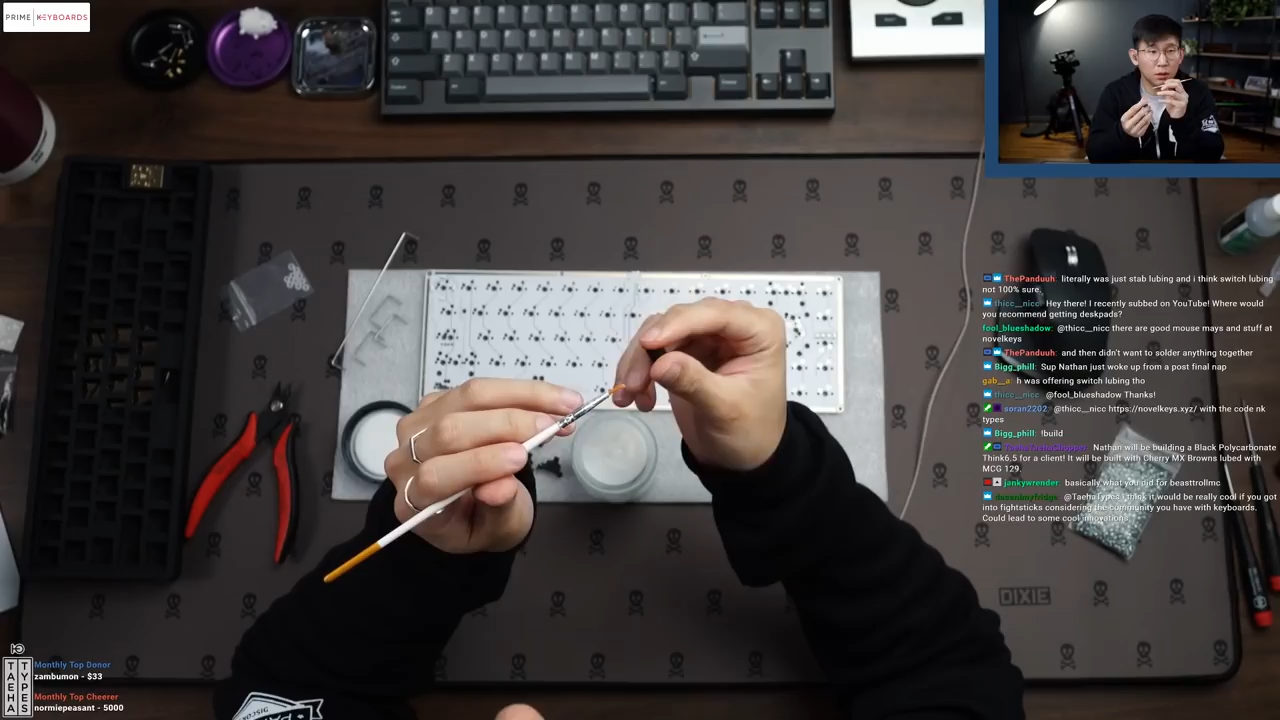 PRIME KEYBOARDS
ThePanduuh: literally was just stab lubing and i think switch lubing
not 100% sure.
thicc__nicc: Hey there! I recently subbed on YouTube! Where would
you recommend getting deskpads?
fool_blueshadow: @thicc__nicc there are good mouse mays and stuff at
novelkeys
ThePanduuh: and then didn't want to solder anything together
Bigg_phill: Sup Nathan just woke up from a post final nap
gab__a: h was offering switch lubing tho
thicc__nicc: @fool_blueshadow Thanks!
soran2202: @thicc__nicc https://novelkeys.xyz/ with the code nk
types
Bigg_phill: !build
Nathan will be building a Black Polycarbonate
Think6.5 for a client! It will be built with Cherry MX Browns lubed with
MCG 129.
jankywrender: basically what you did for beasttrollmc
@TaehaTypes I think it would be really cool if you got
into fightsticks considering the community you have with keyboards.
Could lead to some cool innovations
DIXIE
TAEHA
TYPES
Monthly Top Donor
zambumon - $33
Monthly Top Cheerer
normiepeasant - 5000